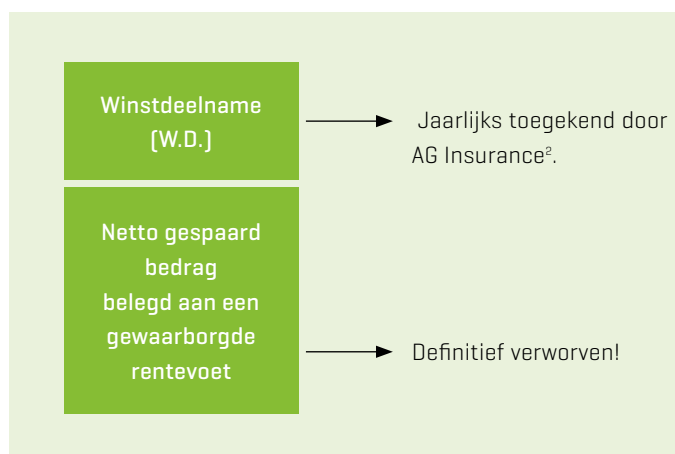 Winstdeelname
(W.D.)
Jaarlijks toegekend door
AG Insurance².
Netto gespaard
bedrag
belegd aan een
gewaarborgde
rentevoet
Definitief verworven!